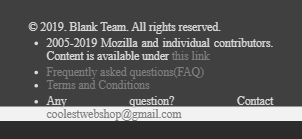 © 2019. Blank Team. All rights reserved.
• 2005-2019 Mozilla and individual contributors.
Content is available under this link
• Frequently asked questions(FAQ)
• Terms and Conditions
• Any question? Contact
coolestwebshop@gmail.com